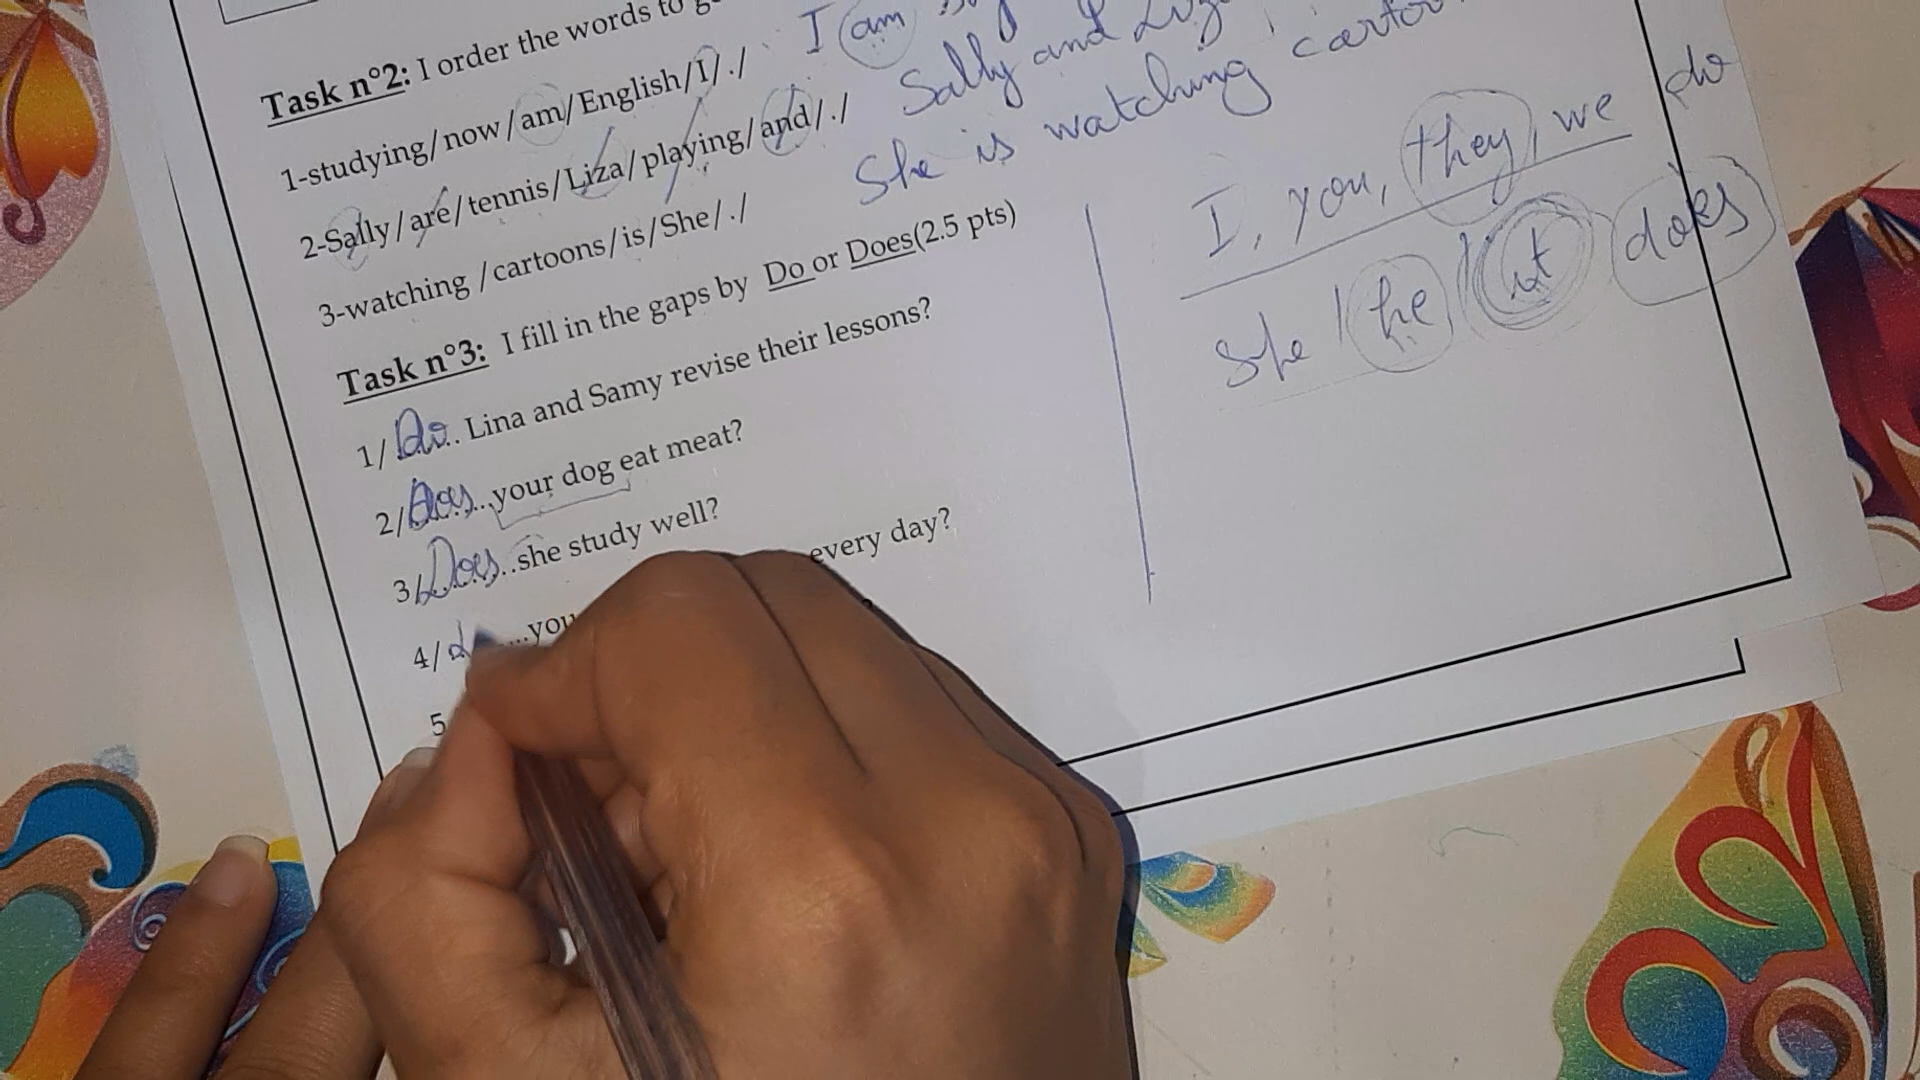 Task n°2: I order the words to g
1-studying/now/am/English/I/./ I am
2-Sally/are/tennis/Liza/playing/and/./ Sally and Liz
3-watching /cartoons/is/She/./ She is watching cartoo
Task n°3: I fill in the gaps by Do or Does(2.5 pts)
1/Do.. Lina and Samy revise their lessons?
2/Does...your dog eat meat?
3/Does..she study well?
4/d ...you every day?
5
I, you, they, we do
She / he / it does